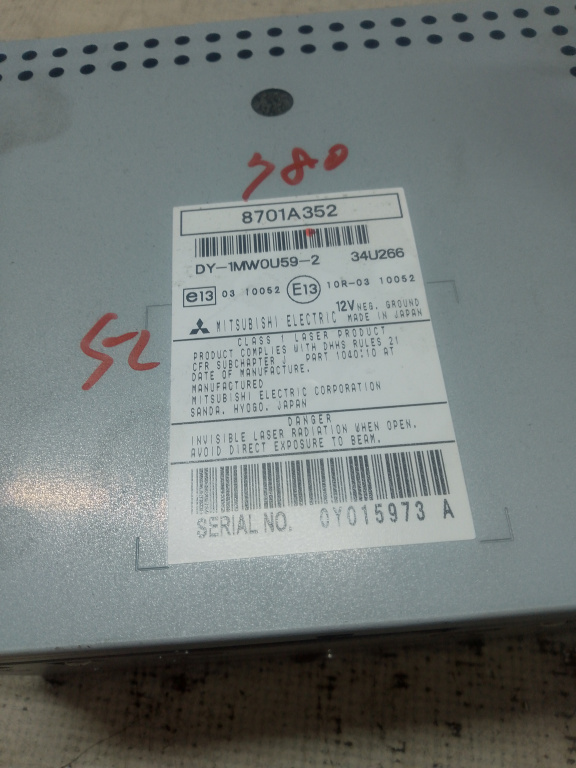 780
8701A352
DY-1MW0U59-2 34U266
e13 03 10052 E13 10R-03 10052
12V NEG. GROUND
MITSUBISHI ELECTRIC MADE IN JAPAN
52
CLASS 1 LASER PRODUCT
PRODUCT COMPLIES WITH DHHS RULES 21
CFR SUBCHAPTER J PART 1040:10 AT
DATE OF MANUFACTURE.
MANUFACTURED
MITSUBISHI ELECTRIC CORPORATION
SANDA, HYOGO, JAPAN
DANGER
INVISIBLE LASER RADIATION WHEN OPEN.
AVOID DIRECT EXPOSURE TO BEAM.
SERIAL NO. 0Y015973 A